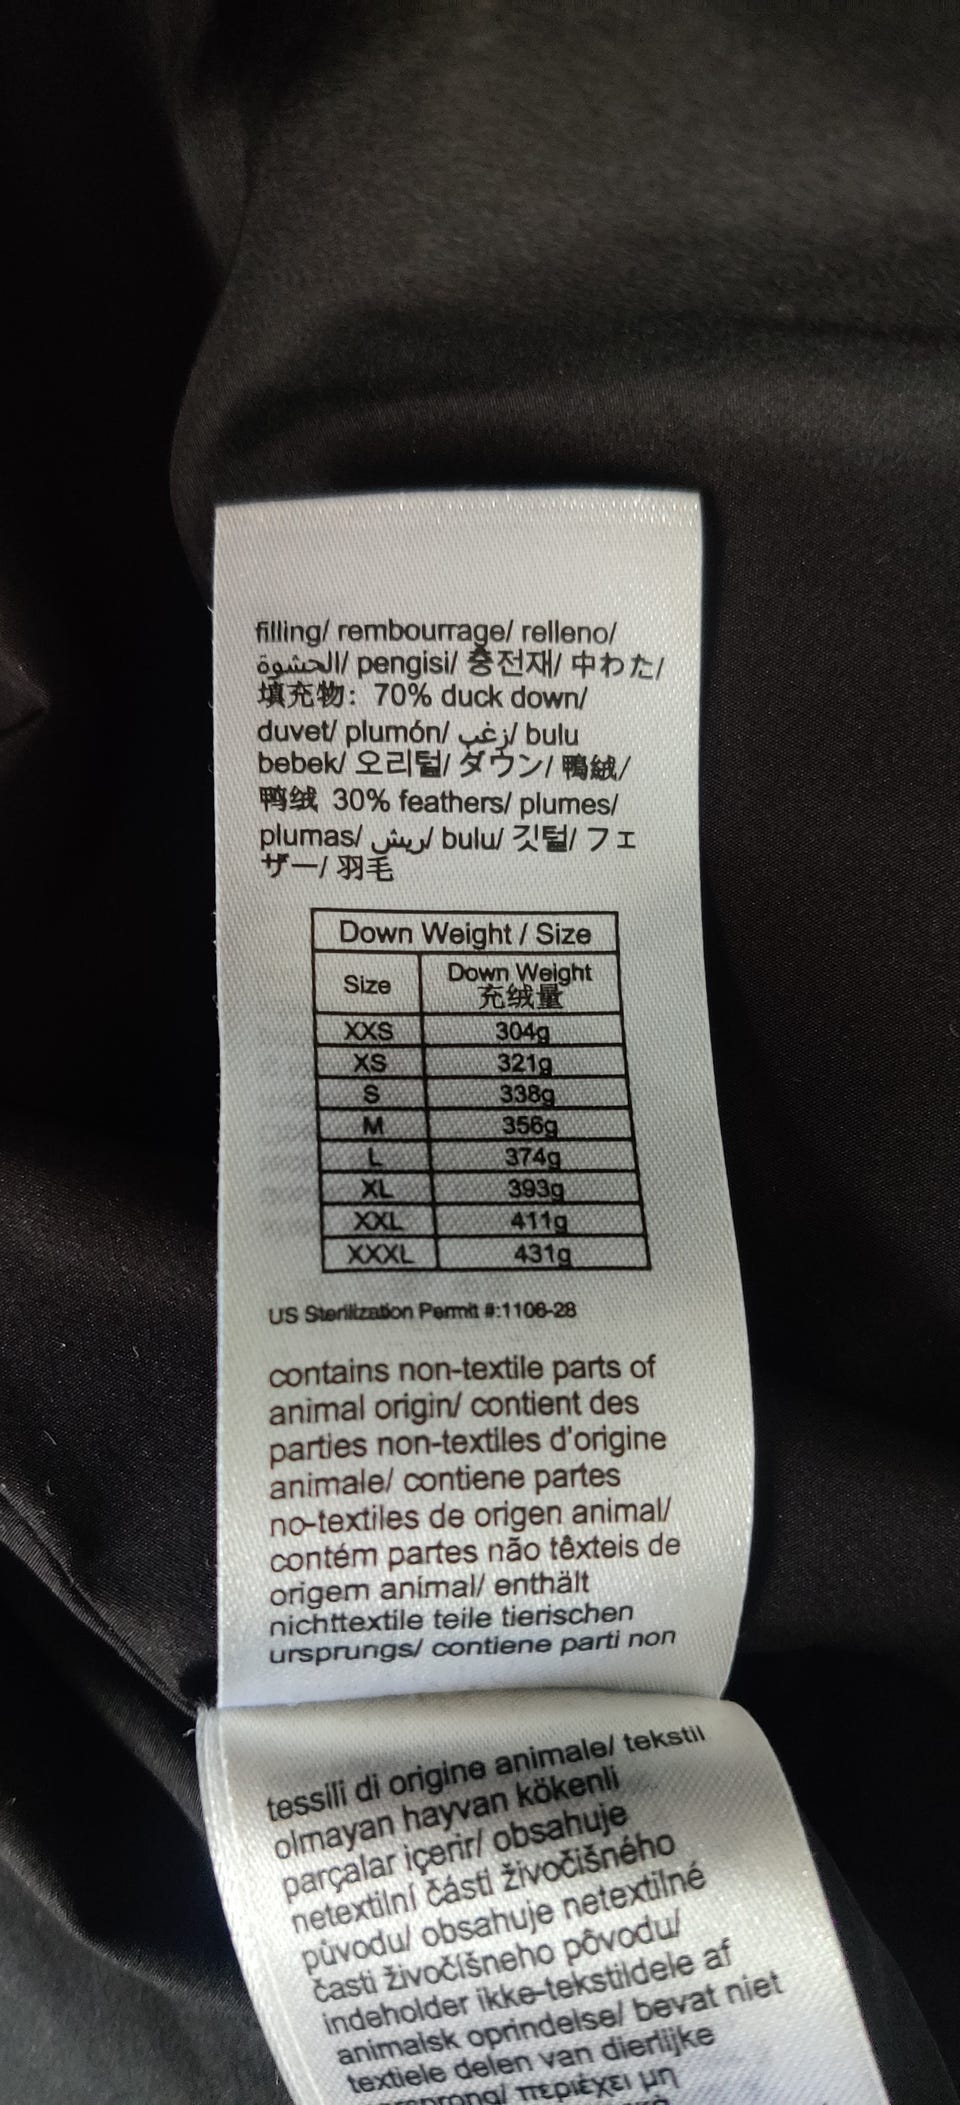 filling/ rembourrage/ relleno/
الحشوة/ pengisi/ 충전재/ 中わた/
填充物: 70% duck down/
duvet/ plumón/ زغب/ bulu
bebek/ 오리털/ ダウン/ 鴨絨/
鸭绒 30% feathers/ plumes/
plumas/ لريش/ bulu/ 깃털/ フェ
ザー/ 羽毛
Down Weight / Size
Size Down Weight
充绒量
XXS 304g
XS 321g
S 338g
M 356g
L 374g
XL 393g
XXL 411g
XXXL 431g
US Sterilization Permit #:1106-28
contains non-textile parts of
animal origin/ contient des
parties non-textiles d'origine
animale/ contiene partes
no-textiles de origen animal/
contém partes não têxteis de
origem animal/ enthält
nichttextile teile tierischen
ursprungs/ contiene parti non
tessili di origine animale/ tekstil
olmayan hayvan kökenli
parçalar içerir/ obsahuje
netextilní části živočišného
původu/ obsahuje netextilné
časti živočíšneho pôvodu/
indeholder ikke-tekstildele af
animalsk oprindelse/ bevat niet
textiele delen van dierlijke
περιέχει μη